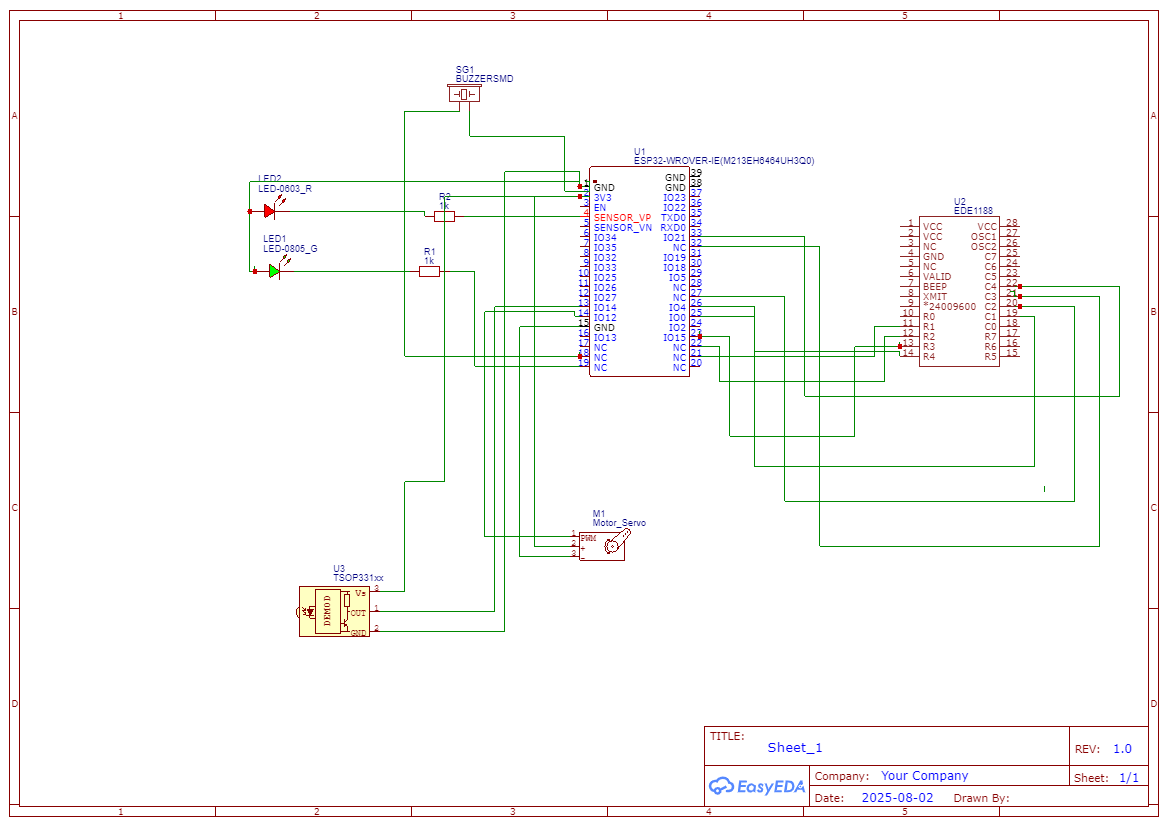 1 2 3 4 5
A
A
B
B
C
C
D
D
SG1
BUZZERSMD
LED2
LED-0603_R
R2
1k
LED1
LED-0805_G
R1
1k
U1
ESP32-WROVER-IE(M213EH6464UH3Q0)
1 GND
2 3V3
3 EN
4 SENSOR_VP
5 SENSOR_VN
6 IO34
7 IO35
8 IO32
9 IO33
10 IO25
11 IO26
12 IO27
13 IO14
14 IO12
15 GND
16 IO13
17 NC
18 NC
19 NC
GND 39
GND 38
IO23 37
IO22 36
TXD0 35
RXD0 34
IO21 33
NC 32
IO19 31
IO18 30
IO5 29
NC 28
NC 27
IO4 26
IO0 25
IO2 24
IO15 23
NC 22
NC 21
NC 20
U2
EDE1188
1 VCC VCC 28
2 VCC OSC1 27
3 NC OSC2 26
4 GND C7 25
5 NC C6 24
6 VALID C5 23
7 BEEP C4 22
8 XMIT C3 21
9 *24009600 C2 20
10 R0 C1 19
11 R1 C0 18
12 R2 R7 17
13 R3 R6 16
14 R4 R5 15
M1
Motor_Servo
1 PWM
2 +
3 -
U3
TSOP331xx
DEMOD
Vs 3
OUT 1
GND 2
TITLE:
Sheet_1
REV: 1.0
EasyEDA
Company: Your Company
Sheet: 1/1
Date: 2025-08-02 Drawn By:
1 2 3 4 5